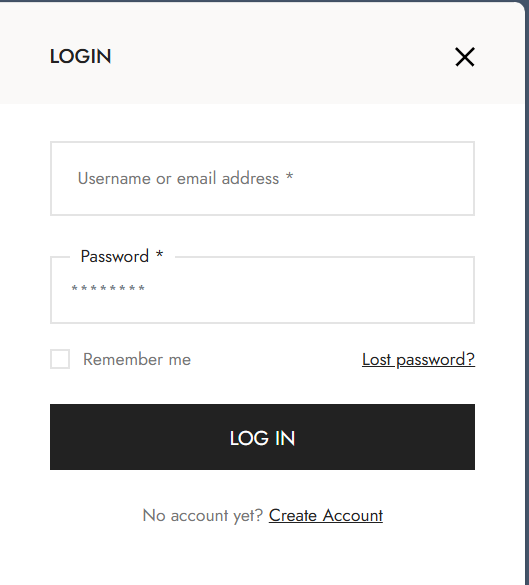 LOGIN
Username or email address *
Password *
********
Remember me
Lost password?
LOG IN
No account yet? Create Account